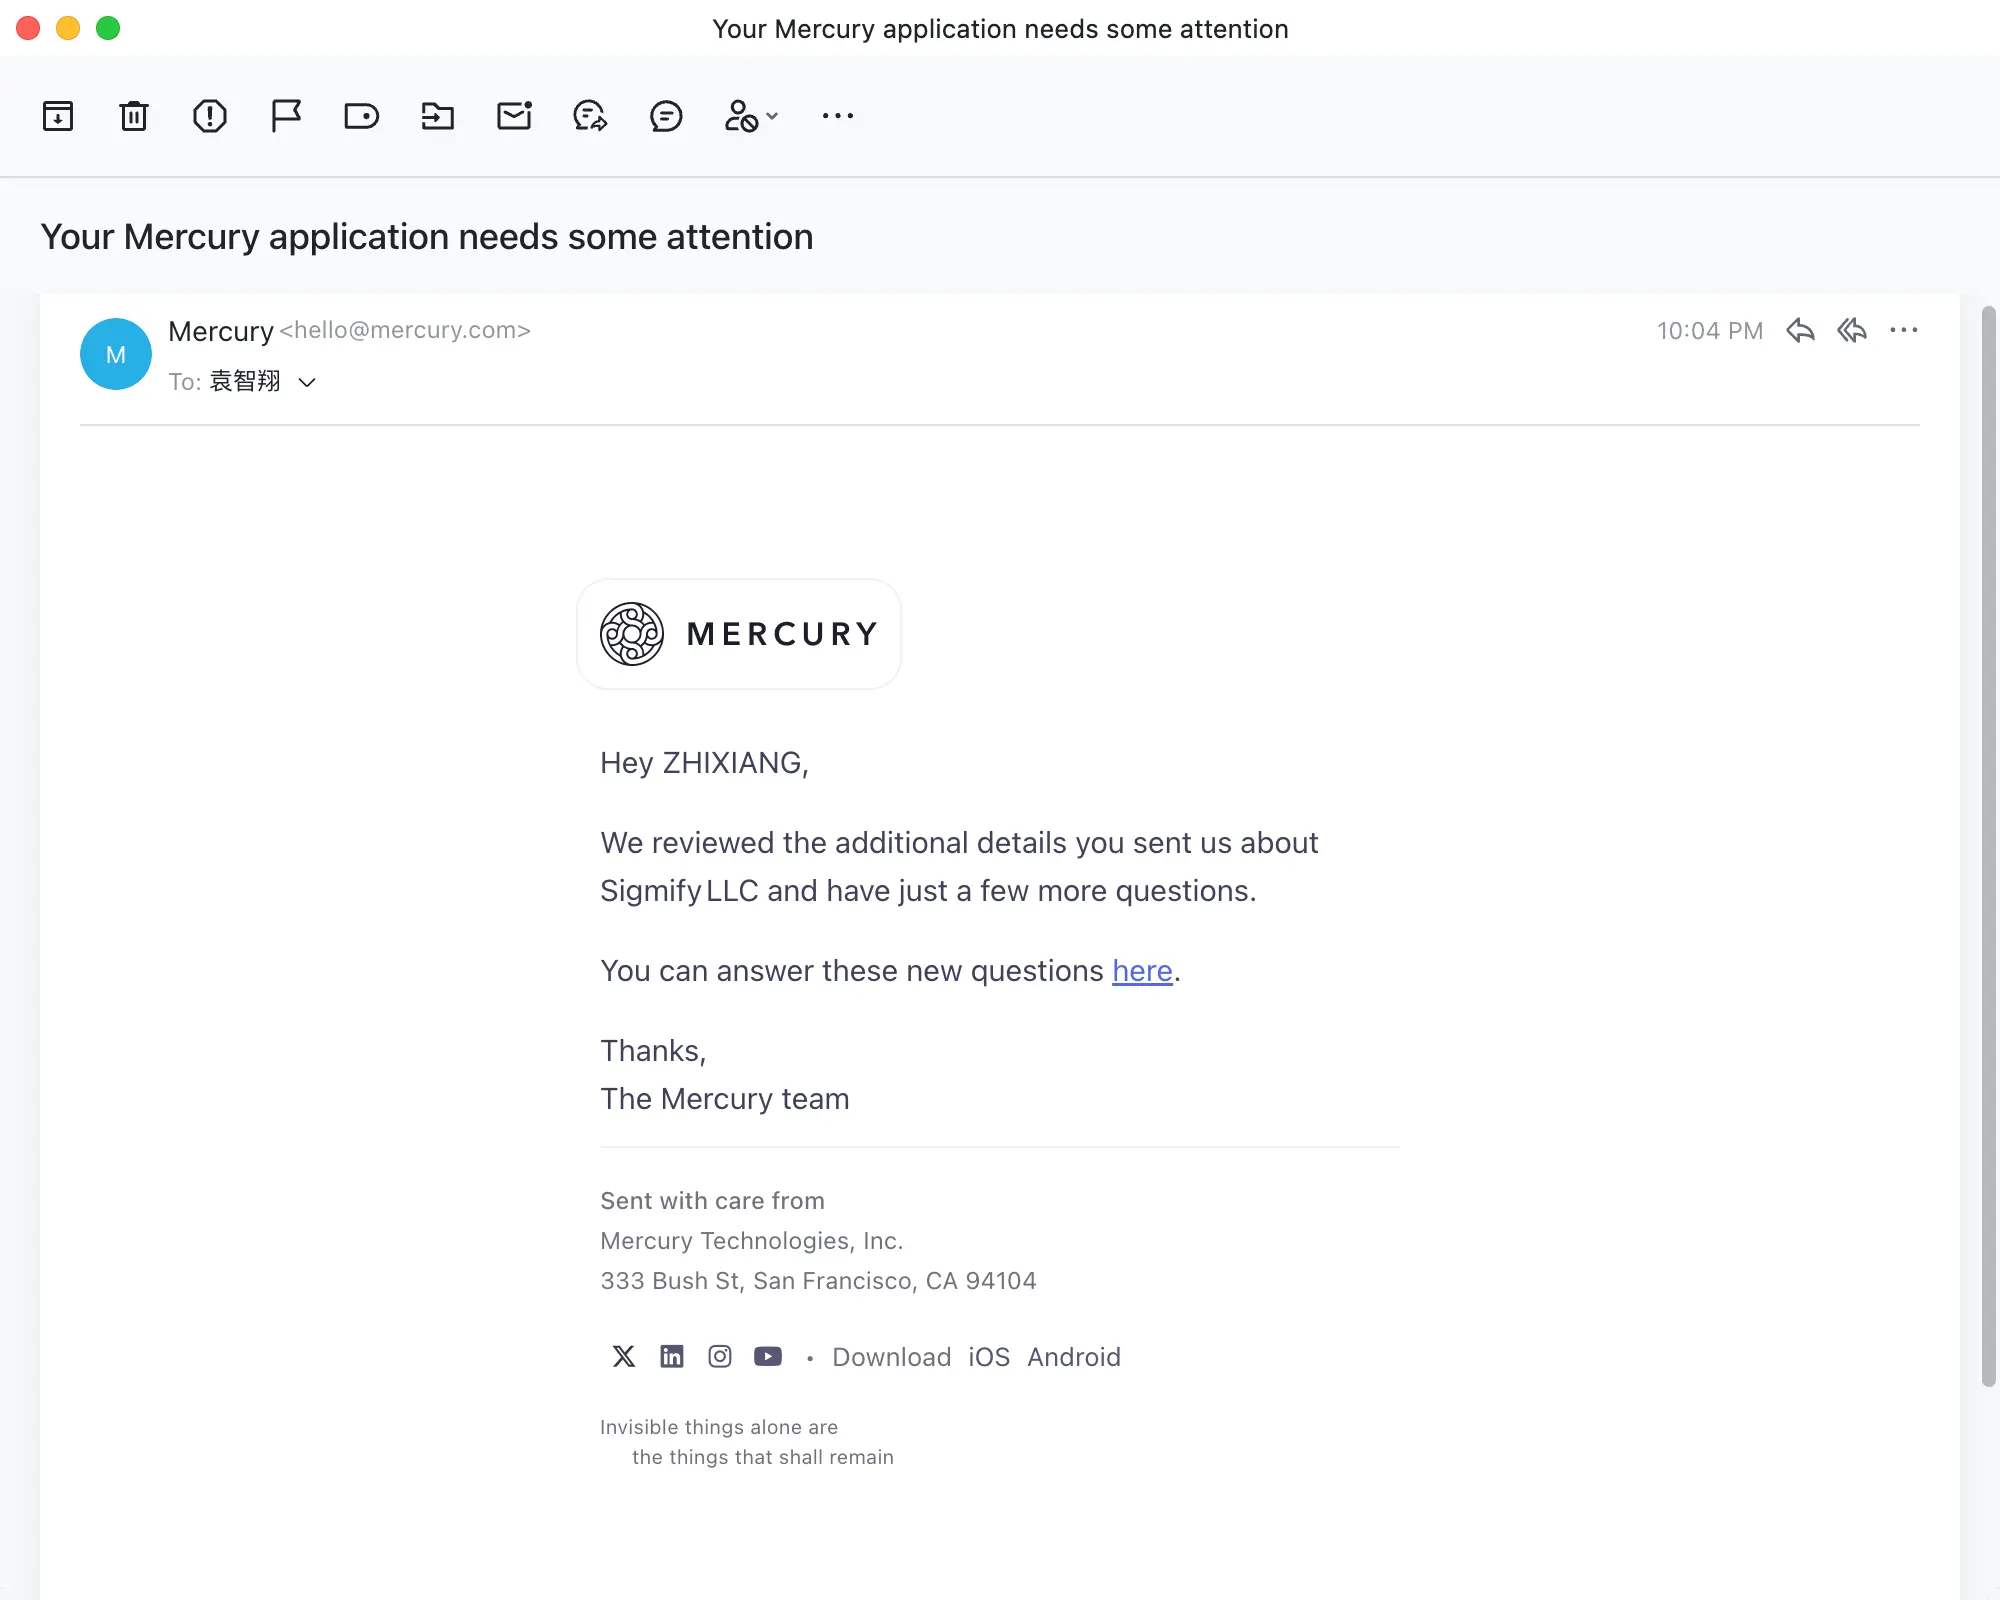 Your Mercury application needs some attention
Your Mercury application needs some attention
M
Mercury <hello@mercury.com>
10:04 PM
To: 袁智翔
MERCURY
Hey ZHIXIANG,
We reviewed the additional details you sent us about
Sigmify LLC and have just a few more questions.
You can answer these new questions here.
Thanks,
The Mercury team
Sent with care from
Mercury Technologies, Inc.
333 Bush St, San Francisco, CA 94104
• Download iOS Android
Invisible things alone are
the things that shall remain